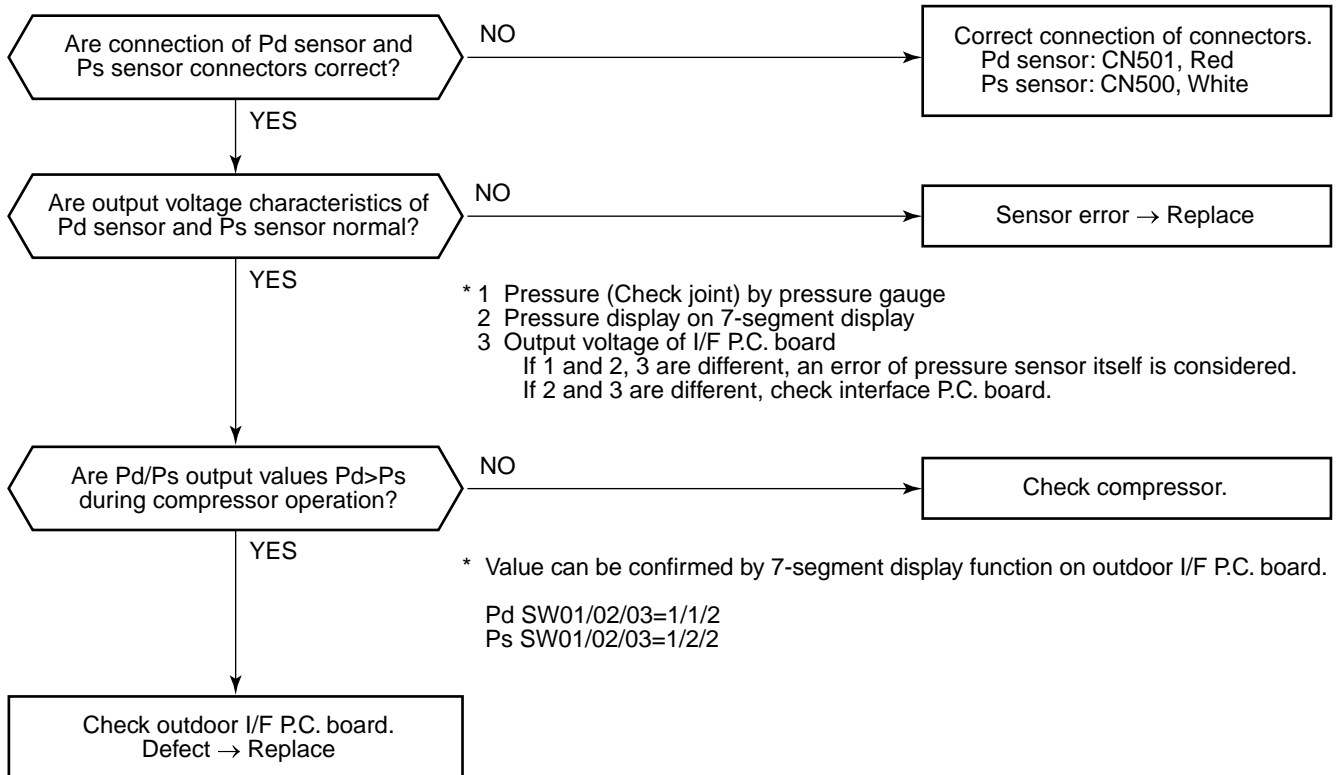 Are connection of Pd sensor and
Ps sensor connectors correct?
NO
Correct connection of connectors.
Pd sensor: CN501, Red
Ps sensor: CN500, White
YES
Are output voltage characteristics of
Pd sensor and Ps sensor normal?
NO
Sensor error → Replace
YES
* 1 Pressure (Check joint) by pressure gauge
2 Pressure display on 7-segment display
3 Output voltage of I/F P.C. board
If 1 and 2, 3 are different, an error of pressure sensor itself is considered.
If 2 and 3 are different, check interface P.C. board.
Are Pd/Ps output values Pd>Ps
during compressor operation?
NO
Check compressor.
YES
* Value can be confirmed by 7-segment display function on outdoor I/F P.C. board.
Pd SW01/02/03=1/1/2
Ps SW01/02/03=1/2/2
Check outdoor I/F P.C. board.
Defect → Replace